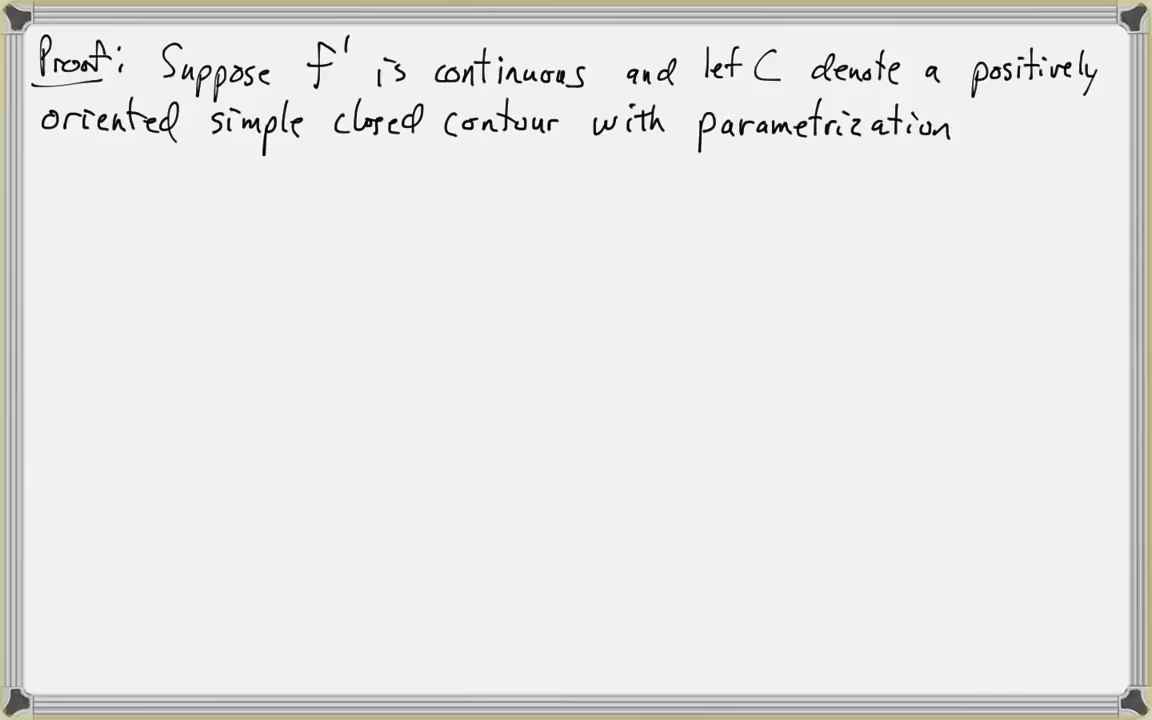 Proof: Suppose f' is continuous and let C denote a positively
oriented simple closed contour with parametrization